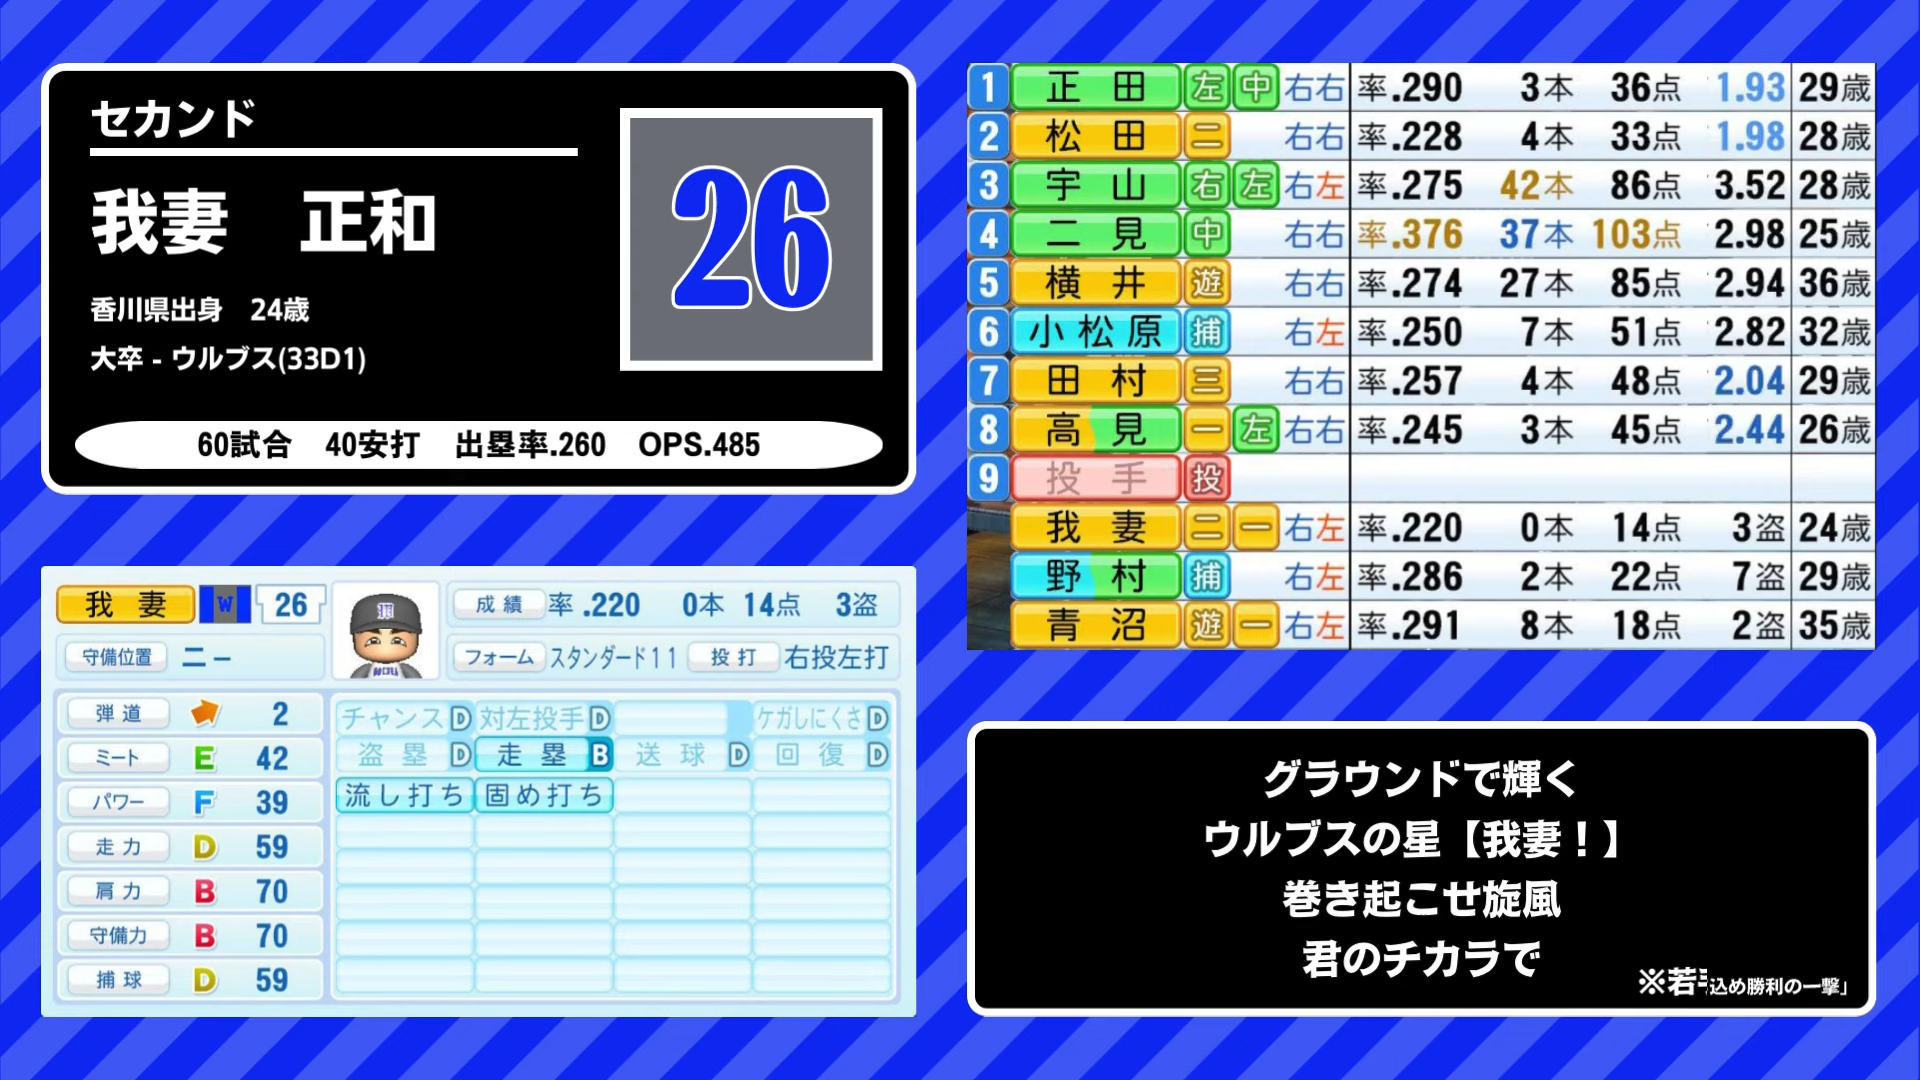 セカンド
我妻 正和
香川県出身 24歳
大卒 - ウルブス(33D1)
26
60試合 40安打 出塁率.260 OPS.485
1 正田 左 中 右右 率.290 3本 36点 1.93 29歳
2 松田 二 右右 率.228 4本 33点 1.98 28歳
3 宇山 右 左 右左 率.275 42本 86点 3.52 28歳
4 二見 中 右右 率.376 37本 103点 2.98 25歳
5 横井 遊 右右 率.274 27本 85点 2.94 36歳
6 小松原 捕 右左 率.250 7本 51点 2.82 32歳
7 田村 三 右右 率.257 4本 48点 2.04 29歳
8 高見 一 左 右右 率.245 3本 45点 2.44 26歳
9 投手 投
我妻 二 一 右左 率.220 0本 14点 3盗 24歳
野村 捕 右左 率.286 2本 22点 7盗 29歳
青沼 遊 一 右左 率.291 8本 18点 2盗 35歳
我妻 W 26 成績 率.220 0本 14点 3盗
守備位置 二 一 フォーム スタンダード11 投打 右投左打
弾道 2
ミート E 42
パワー F 39
走力 D 59
肩力 B 70
守備力 B 70
捕球 D 59
チャンスD 対左投手D ケガしにくさD
盗塁D 走塁B 送球D 回復D
流し打ち 固め打ち
グラウンドで輝く
ウルブスの星【我妻！】
巻き起こせ旋風
君のチカラで
※若
込め勝利の一撃」